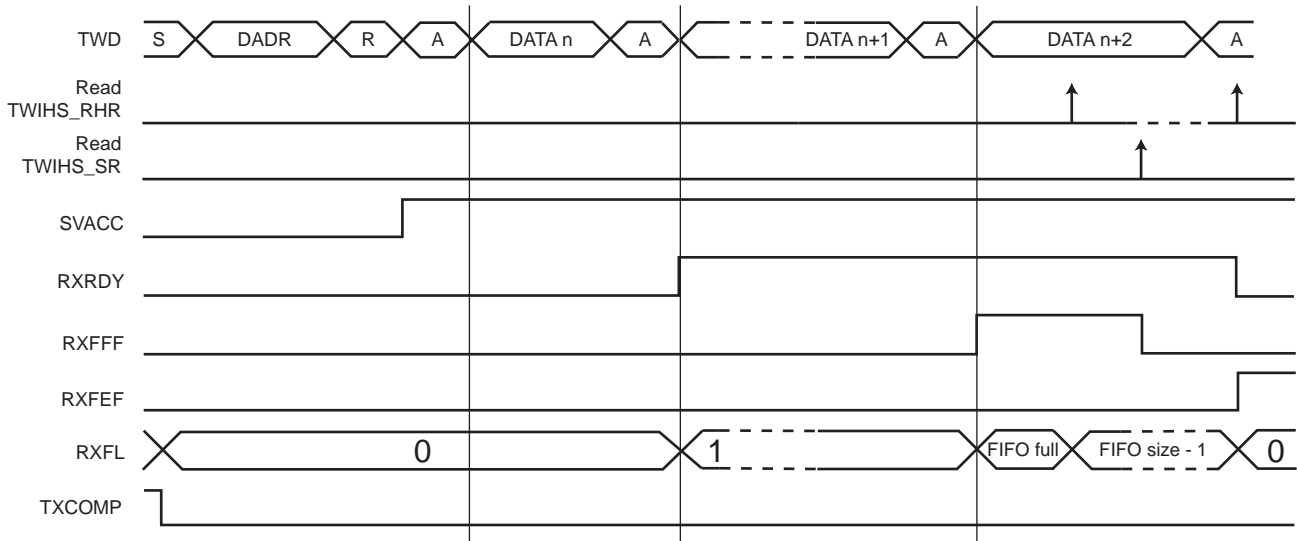 TWD S DADR R A DATA n A DATA n+1 A DATA n+2 A
Read
TWIHS_RHR
Read
TWIHS_SR
SVACC
RXRDY
RXFFF
RXFEF
RXFL 0 1 FIFO full FIFO size - 1 0
TXCOMP